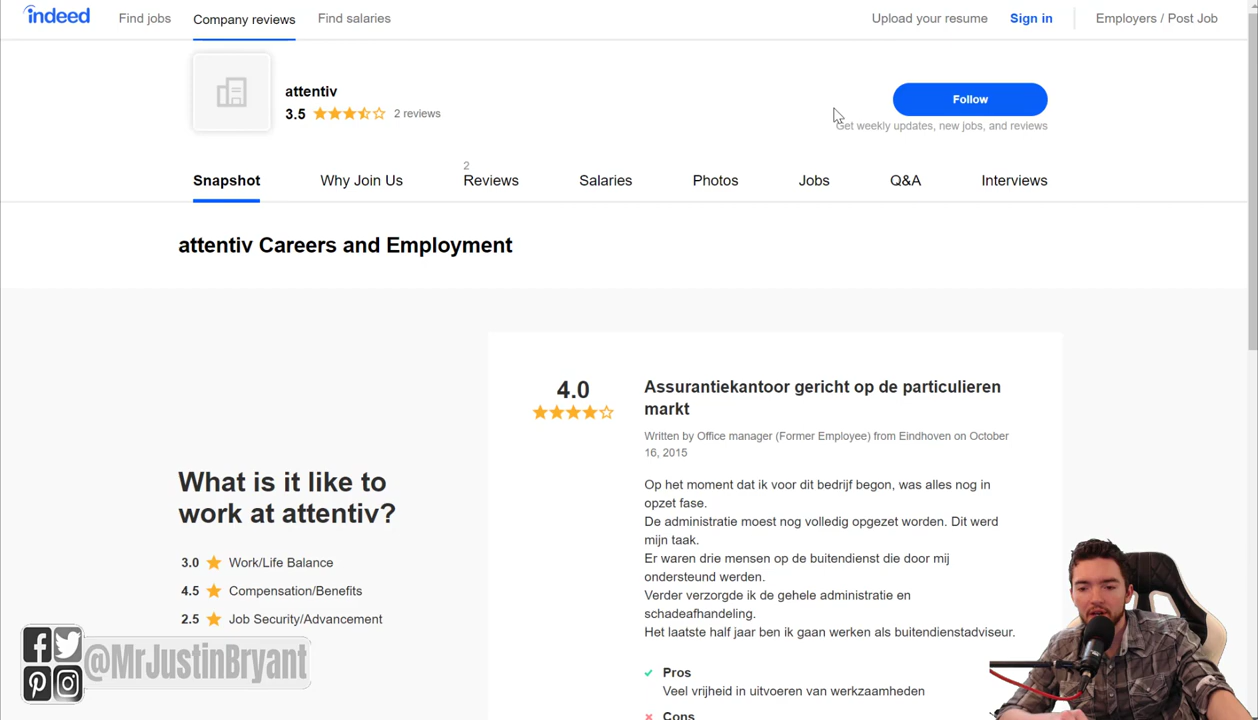 indeed
Find jobs
Company reviews
Find salaries
Upload your resume
Sign in
Employers / Post Job
attentiv
3.5
2 reviews
Follow
Get weekly updates, new jobs, and reviews
Snapshot
Why Join Us
2
Reviews
Salaries
Photos
Jobs
Q&A
Interviews
attentiv Careers and Employment
What is it like to
work at attentiv?
3.0 Work/Life Balance
4.5 Compensation/Benefits
2.5 Job Security/Advancement
4.0
Assurantiekantoor gericht op de particulieren
markt
Written by Office manager (Former Employee) from Eindhoven on October
16, 2015
Op het moment dat ik voor dit bedrijf begon, was alles nog in
opzet fase.
De administratie moest nog volledig opgezet worden. Dit werd
mijn taak.
Er waren drie mensen op de buitendienst die door mij
ondersteund werden.
Verder verzorgde ik de gehele administratie en
schadeafhandeling.
Het laatste half jaar ben ik gaan werken als buitendienstadviseur.
Pros
Veel vrijheid in uitvoeren van werkzaamheden
Cons
@MrJustinBryant